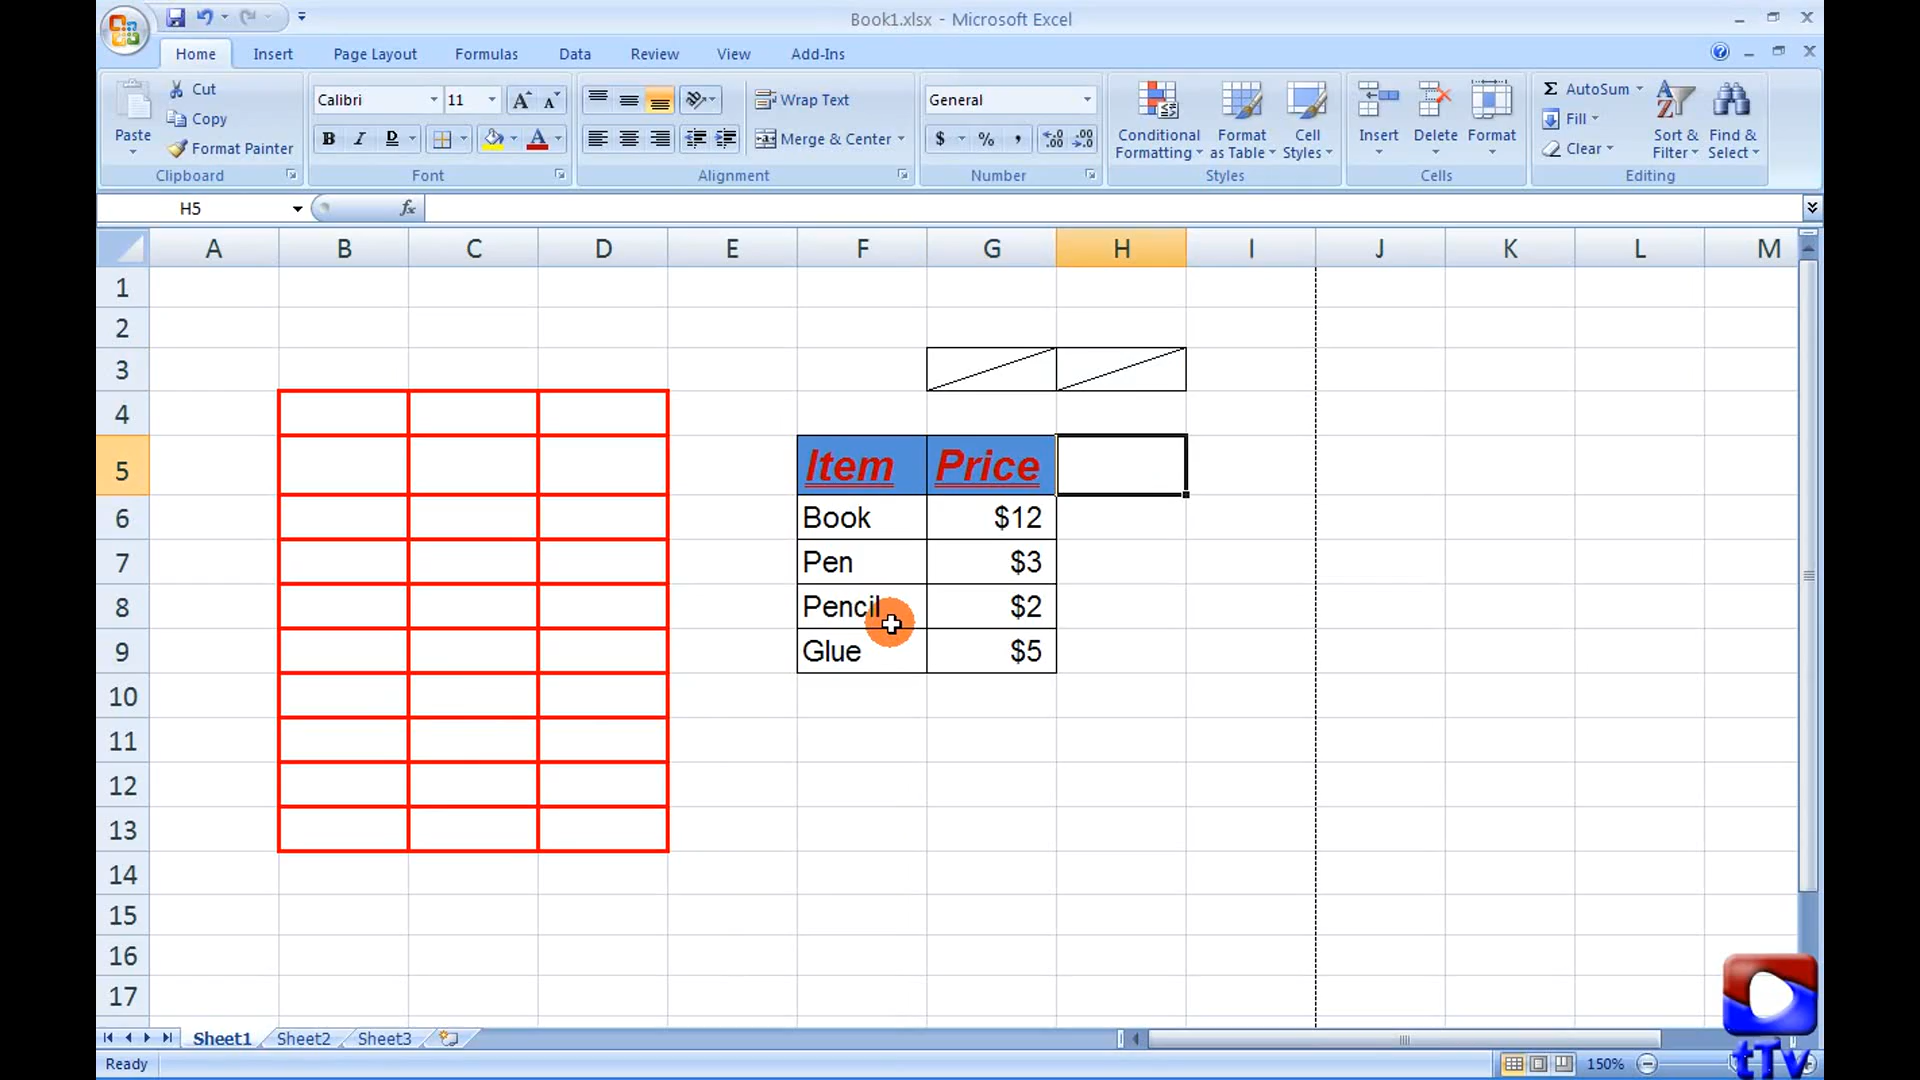 Book1.xlsx - Microsoft Excel
Home Insert Page Layout Formulas Data Review View Add-Ins
Paste
Cut
Copy
Format Painter
Clipboard
Calibri 11
B I D
Font
Wrap Text
Merge & Center
Alignment
General
$ % ,
Number
Conditional Formatting
Format as Table
Cell Styles
Styles
Insert
Delete
Format
Cells
AutoSum
Fill
Clear
Sort & Filter
Find & Select
Editing
H5 fx
A B C D E F G H I J K L M
1
2
3
4
5 Item Price
6 Book $12
7 Pen $3
8 Pencil $2
9 Glue $5
10
11
12
13
14
15
16
17
Sheet1 Sheet2 Sheet3
Ready 150%
tTv